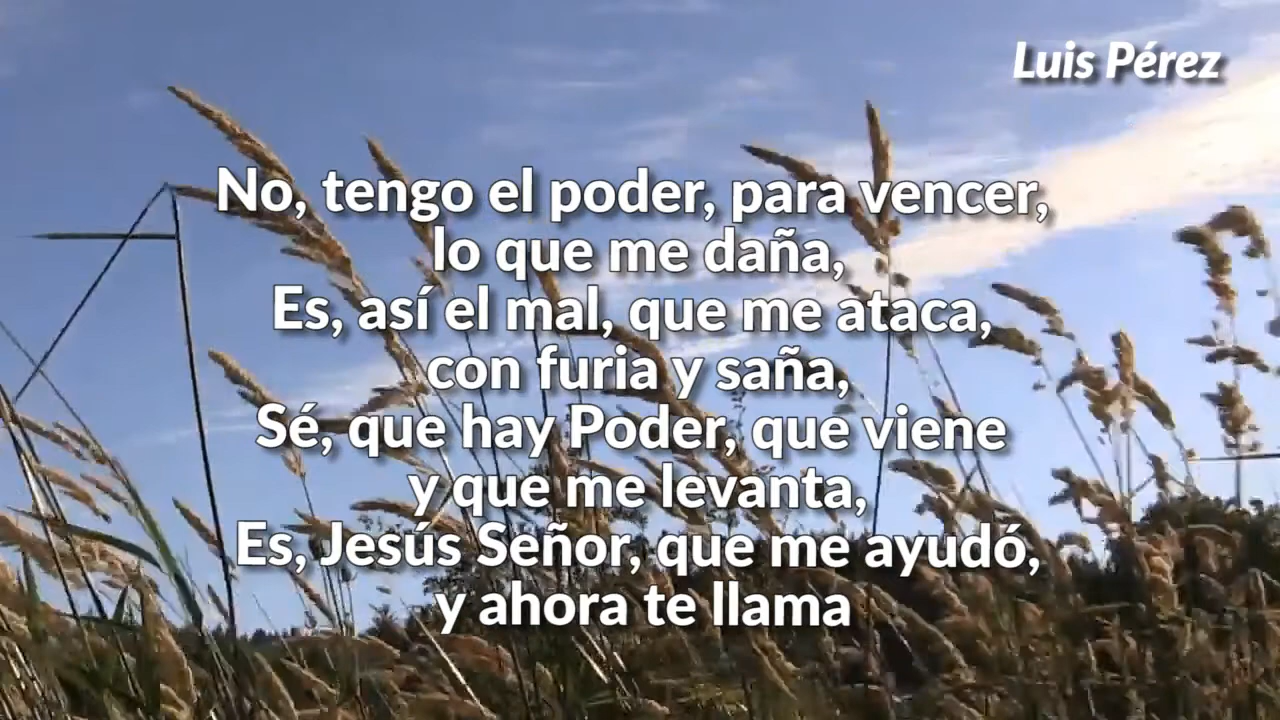 Luis Pérez
No, tengo el poder, para vencer,
lo que me daña,
Es, así el mal, que me ataca,
con furia y saña,
Sé, que hay Poder, que viene
y que me levanta,
Es, Jesús Señor, que me ayudó,
y ahora te llama